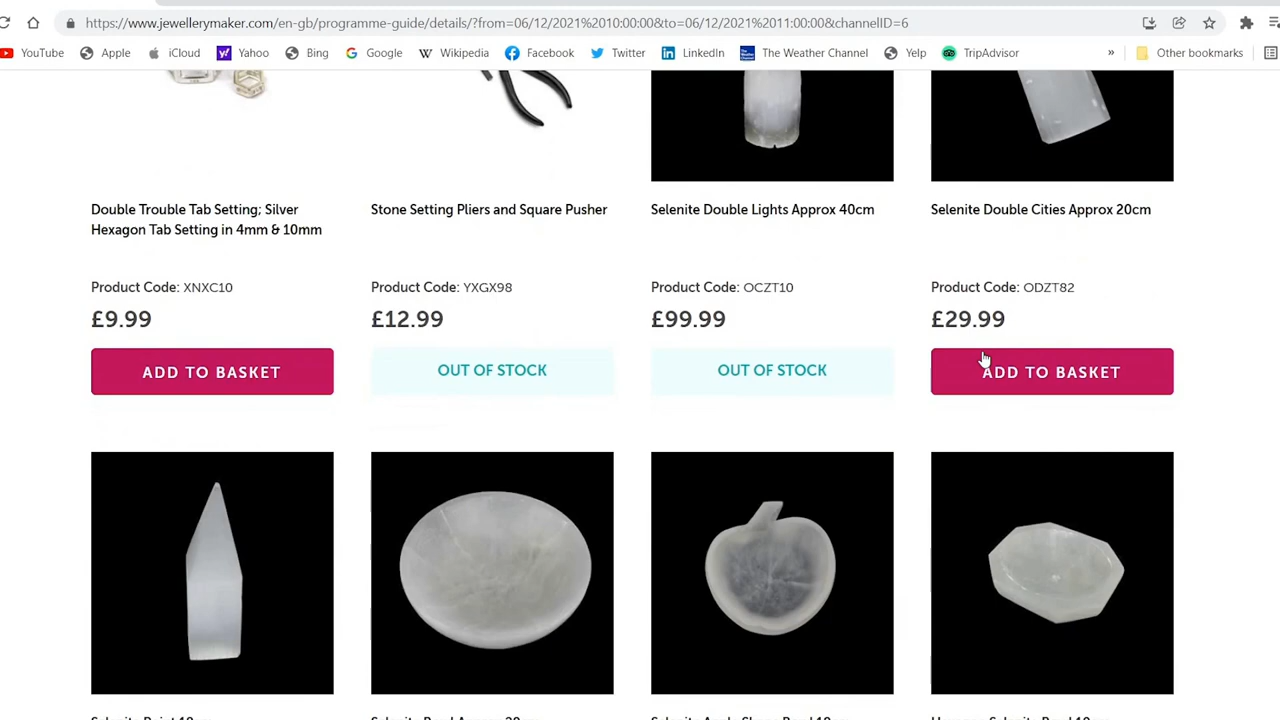 https://www.jewellerymaker.com/en-gb/programme-guide/details/?from=06/12/2021%2010:00:00&to=06/12/2021%2011:00:00&channelID=6
YouTube Apple iCloud Yahoo Bing Google Wikipedia Facebook Twitter LinkedIn The Weather Channel Yelp TripAdvisor » Other bookmarks
Double Trouble Tab Setting; Silver
Hexagon Tab Setting in 4mm & 10mm
Product Code: XNXC10
£9.99
ADD TO BASKET
Stone Setting Pliers and Square Pusher
Product Code: YXGX98
£12.99
OUT OF STOCK
Selenite Double Lights Approx 40cm
Product Code: OCZT10
£99.99
OUT OF STOCK
Selenite Double Cities Approx 20cm
Product Code: ODZT82
£29.99
ADD TO BASKET